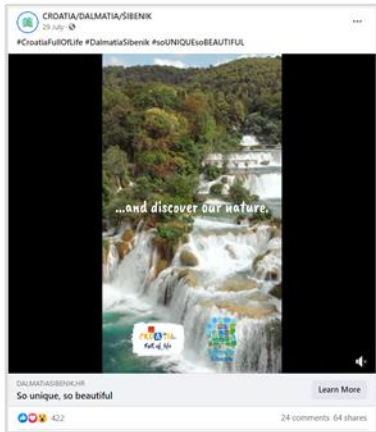 CROATIA/DALMATIA/ŠIBENIK
29 July ·
#CroatiaFullOfLife #DalmatiaSibenik #soUNIQUEsoBEAUTIFUL
...and discover our nature.
CROATIA
Full of life
DALMATIASIBENIK.HR
So unique, so beautiful
Learn More
422
24 comments 64 shares